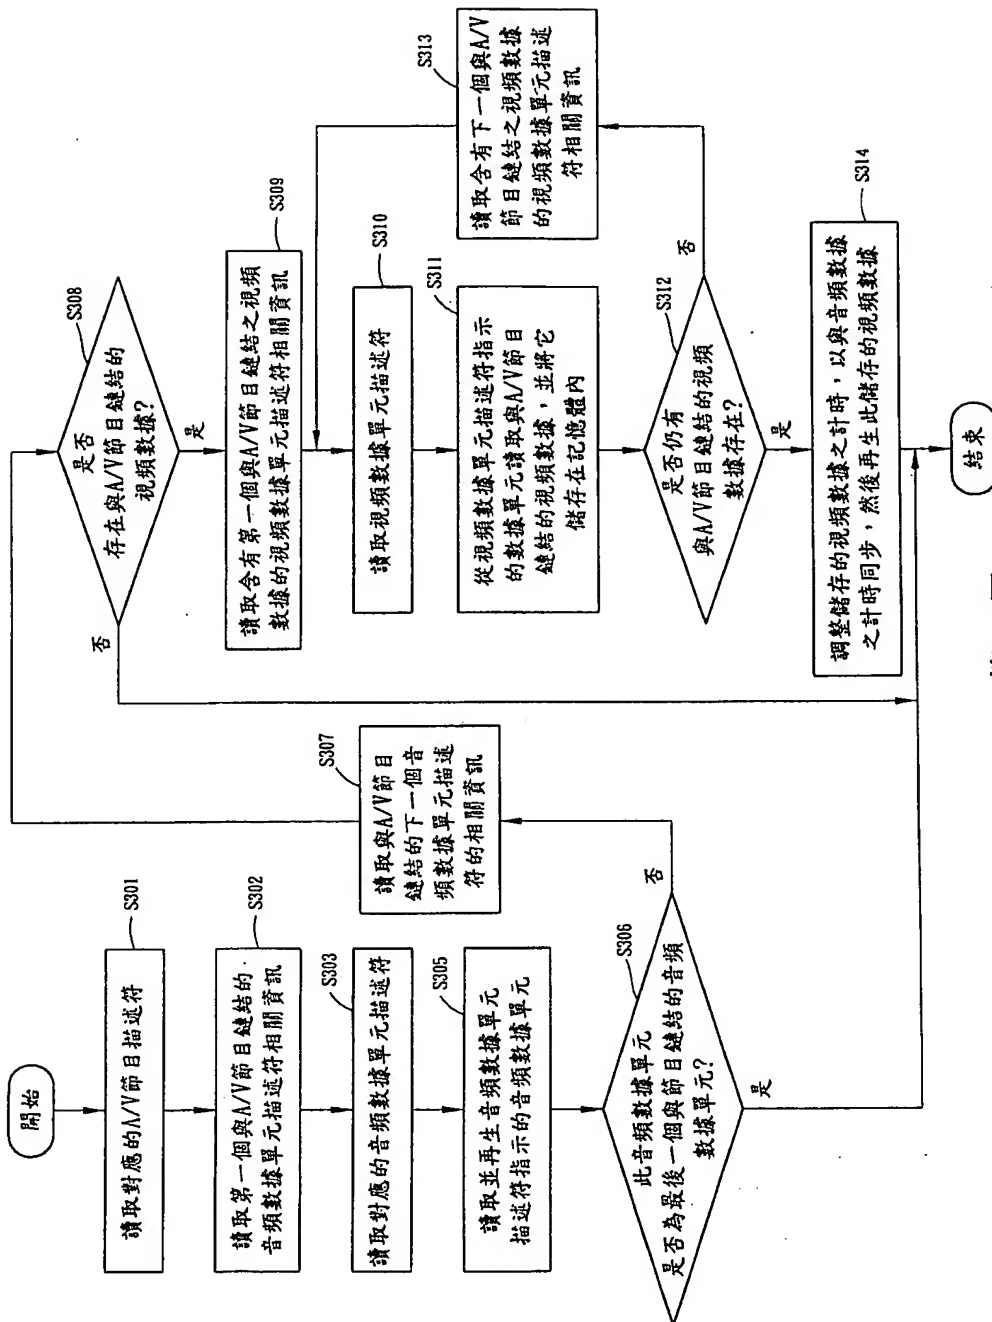 開始
S301
讀取對應的A/V節目描述符
S302
讀取第一個與A/V節目鏈結的
音頻數據單元描述符相關資訊
S303
讀取對應的音頻數據單元描述符
S305
讀取並再生音頻數據單元
描述符指示的音頻數據單元
S306
此音頻數據單元
是否為最後一個與節目鏈結的音頻
數據單元?
是
否
S307
讀取與A/V節目
鏈結的下一個音
頻數據單元描述
符的相關資訊
S308
是否
存在與A/V節目鏈結的
視頻數據?
否
是
S309
讀取含有第一個與A/V節目鏈結之視頻
數據的視頻數據單元描述符相關資訊
S310
讀取視頻數據單元描述符
S311
從視頻數據單元描述符指示
的數據單元讀取與A/V節目
鏈結的視頻數據,並將它
儲存在記憶體內
S312
是否仍有
與A/V節目鏈結的視頻
數據存在?
否
是
S313
讀取含有下一個與A/V
節目鏈結之視頻數據
的視頻數據單元描述
符相關資訊
S314
調整儲存的視頻數據之計時,以與音頻數據
之計時同步,然後再生此儲存的視頻數據
結束